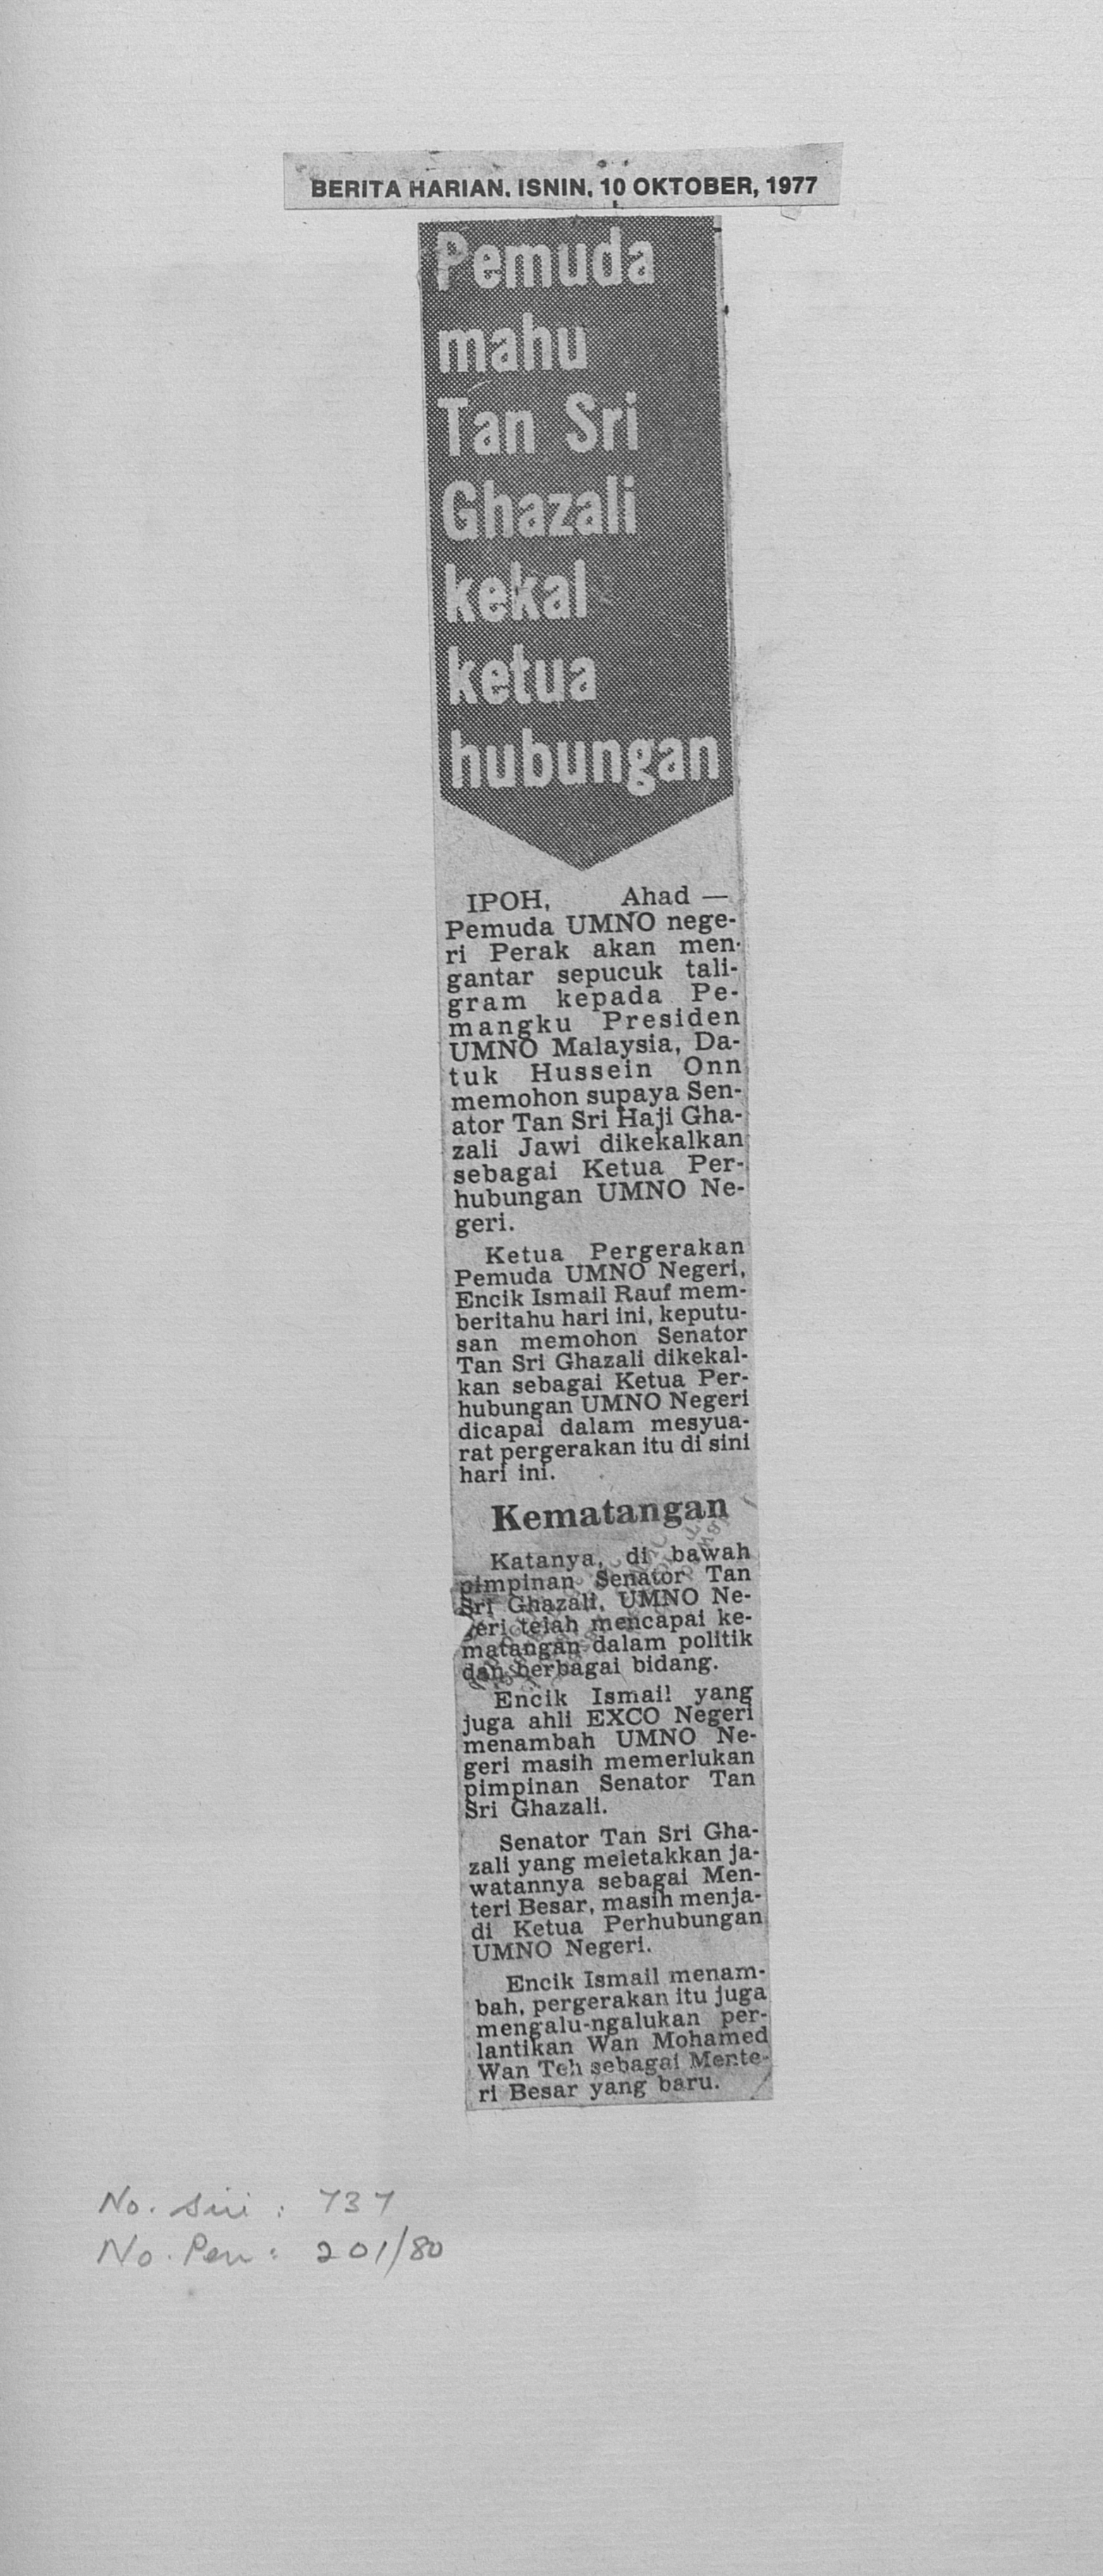 BERITA HARIAN, ISNIN, 10 OKTOBER, 1977
Pemuda
mahu
Tan Sri
Ghazali
kekal
ketua
hubungan
IPOH, Ahad —
Pemuda UMNO nege-
ri Perak akan men-
gantar sepucuk tali-
gram kepada Pe-
mangku Presiden
UMNO Malaysia, Da-
tuk Hussein Onn
memohon supaya Sen-
ator Tan Sri Haji Gha-
zali Jawi dikekalkan
sebagai Ketua Per-
hubungan UMNO Ne-
geri.
Ketua Pergerakan
Pemuda UMNO Negeri,
Encik Ismail Rauf mem-
beritahu hari ini, keputu-
san memohon Senator
Tan Sri Ghazali dikekal-
kan sebagai Ketua Per-
hubungan UMNO Negeri
dicapai dalam mesyua-
rat pergerakan itu di sini
hari ini.
Kematangan
Katanya, di bawah
pimpinan Senator Tan
Sri Ghazali, UMNO Ne-
geri telah mencapai ke-
matangan dalam politik
dan berbagai bidang.
Encik Ismail yang
juga ahli EXCO Negeri
menambah UMNO Ne-
geri masih memerlukan
pimpinan Senator Tan
Sri Ghazali.
Senator Tan Sri Gha-
zali yang meletakkan ja-
watannya sebagai Men-
teri Besar, masih menja-
di Ketua Perhubungan
UMNO Negeri.
Encik Ismail menam-
bah, pergerakan itu juga
mengalu-ngalukan per-
lantikan Wan Mohamed
Wan Teh sebagai Mente-
ri Besar yang baru.
No. Siri : 737
No. Pen : 201/80